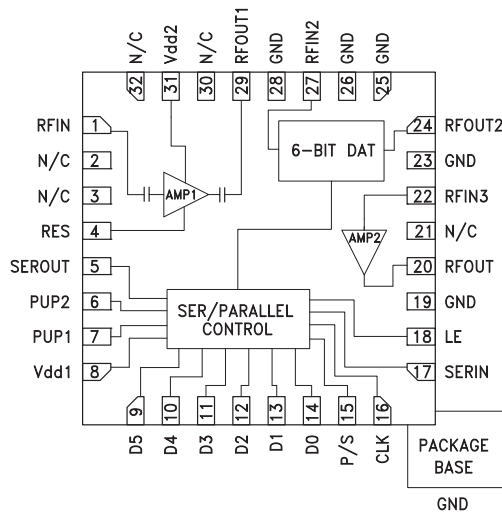 N/C
Vdd2
N/C
RFOUT1
GND
RFIN2
GND
GND
32
31
30
29
28
27
26
25
RFIN
1
N/C
2
N/C
3
RES
4
SEROUT
5
PUP2
6
PUP1
7
Vdd1
8
AMP1
6-BIT DAT
AMP2
SER/PARALLEL
CONTROL
24
RFOUT2
23
GND
22
RFIN3
21
N/C
20
RFOUT
19
GND
18
LE
17
SERIN
9
10
11
12
13
14
15
16
D5
D4
D3
D2
D1
D0
P/S
CLK
PACKAGE
BASE
GND